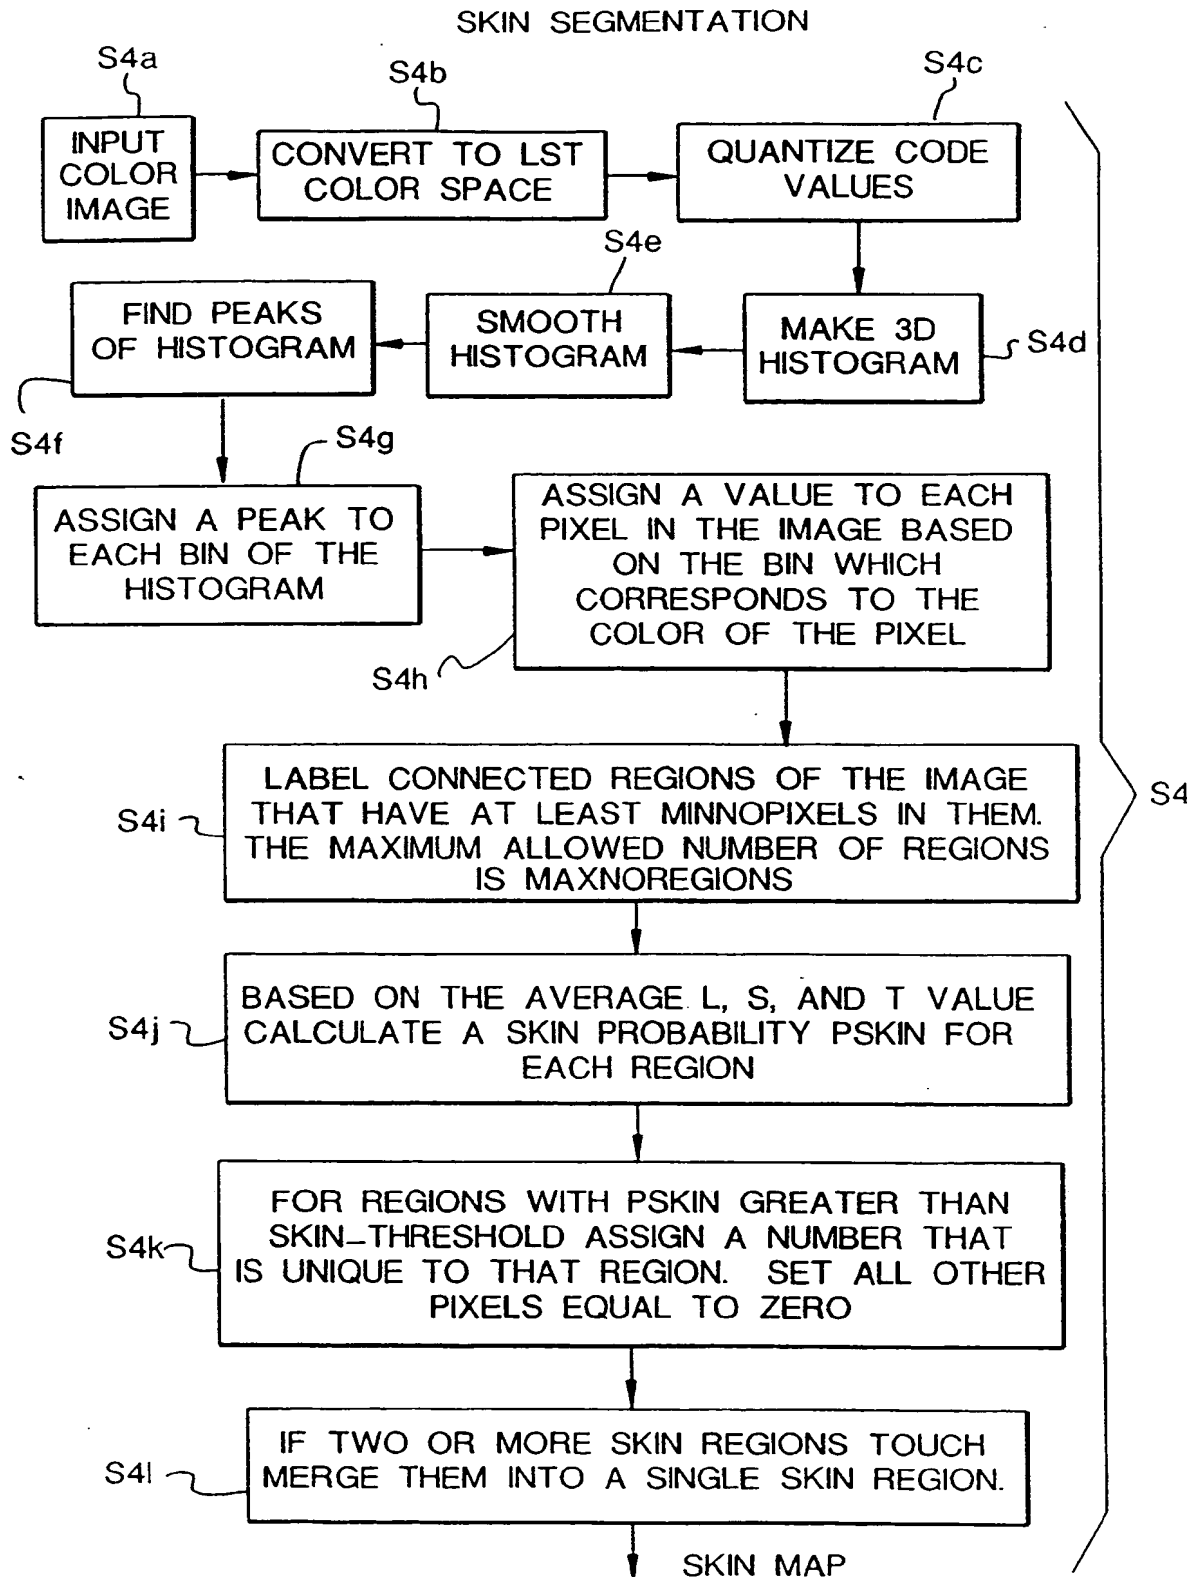 SKIN SEGMENTATION
S4a
S4b
S4c
INPUT
COLOR
IMAGE
CONVERT TO LST
COLOR SPACE
QUANTIZE CODE
VALUES
S4e
FIND PEAKS
OF HISTOGRAM
SMOOTH
HISTOGRAM
MAKE 3D
HISTOGRAM
S4d
S4f
S4g
ASSIGN A PEAK TO
EACH BIN OF THE
HISTOGRAM
ASSIGN A VALUE TO EACH
PIXEL IN THE IMAGE BASED
ON THE BIN WHICH
CORRESPONDS TO THE
COLOR OF THE PIXEL
S4h
LABEL CONNECTED REGIONS OF THE IMAGE
THAT HAVE AT LEAST MINNOPIXELS IN THEM.
THE MAXIMUM ALLOWED NUMBER OF REGIONS
IS MAXNOREGIONS
S4i
S4
BASED ON THE AVERAGE L, S, AND T VALUE
CALCULATE A SKIN PROBABILITY PSKIN FOR
EACH REGION
S4j
FOR REGIONS WITH PSKIN GREATER THAN
SKIN-THRESHOLD ASSIGN A NUMBER THAT
IS UNIQUE TO THAT REGION. SET ALL OTHER
PIXELS EQUAL TO ZERO
S4k
IF TWO OR MORE SKIN REGIONS TOUCH
MERGE THEM INTO A SINGLE SKIN REGION.
S4l
SKIN MAP